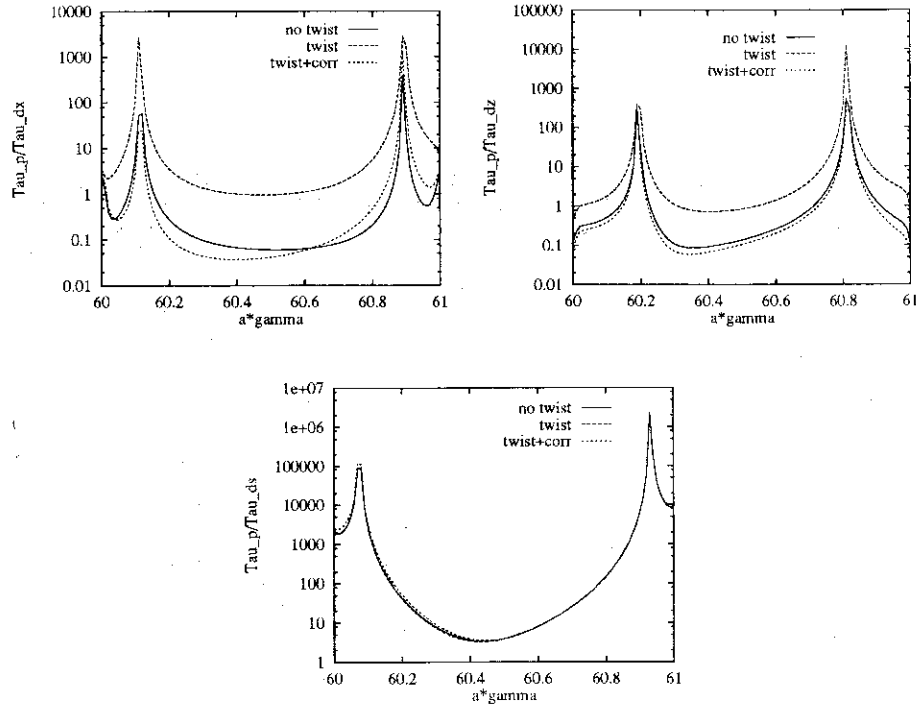 10000
1000
100
10
1
0.1
0.01
Tau_p/Tau_dx
no twist
twist
twist+corr
60
60.2
60.4
60.6
60.8
61
a*gamma
100000
10000
1000
100
10
1
0.1
0.01
Tau_p/Tau_dz
no twist
twist
twist+corr
60
60.2
60.4
60.6
60.8
61
a*gamma
1e+07
1e+06
100000
10000
1000
100
10
1
Tau_p/Tau_ds
no twist
twist
twist+corr
60
60.2
60.4
60.6
60.8
61
a*gamma